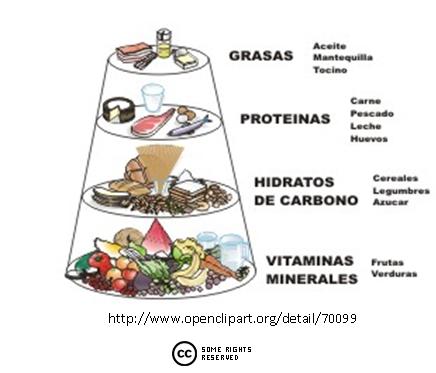 GRASAS
Aceite
Mantequilla
Tocino
PROTEINAS
Carne
Pescado
Leche
Huevos
HIDRATOS
DE CARBONO
Cereales
Legumbres
Azucar
VITAMINAS
MINERALES
Frutas
Verduras
http://www.openclipart.org/detail/70099
cc
SOME RIGHTS
RESERVED